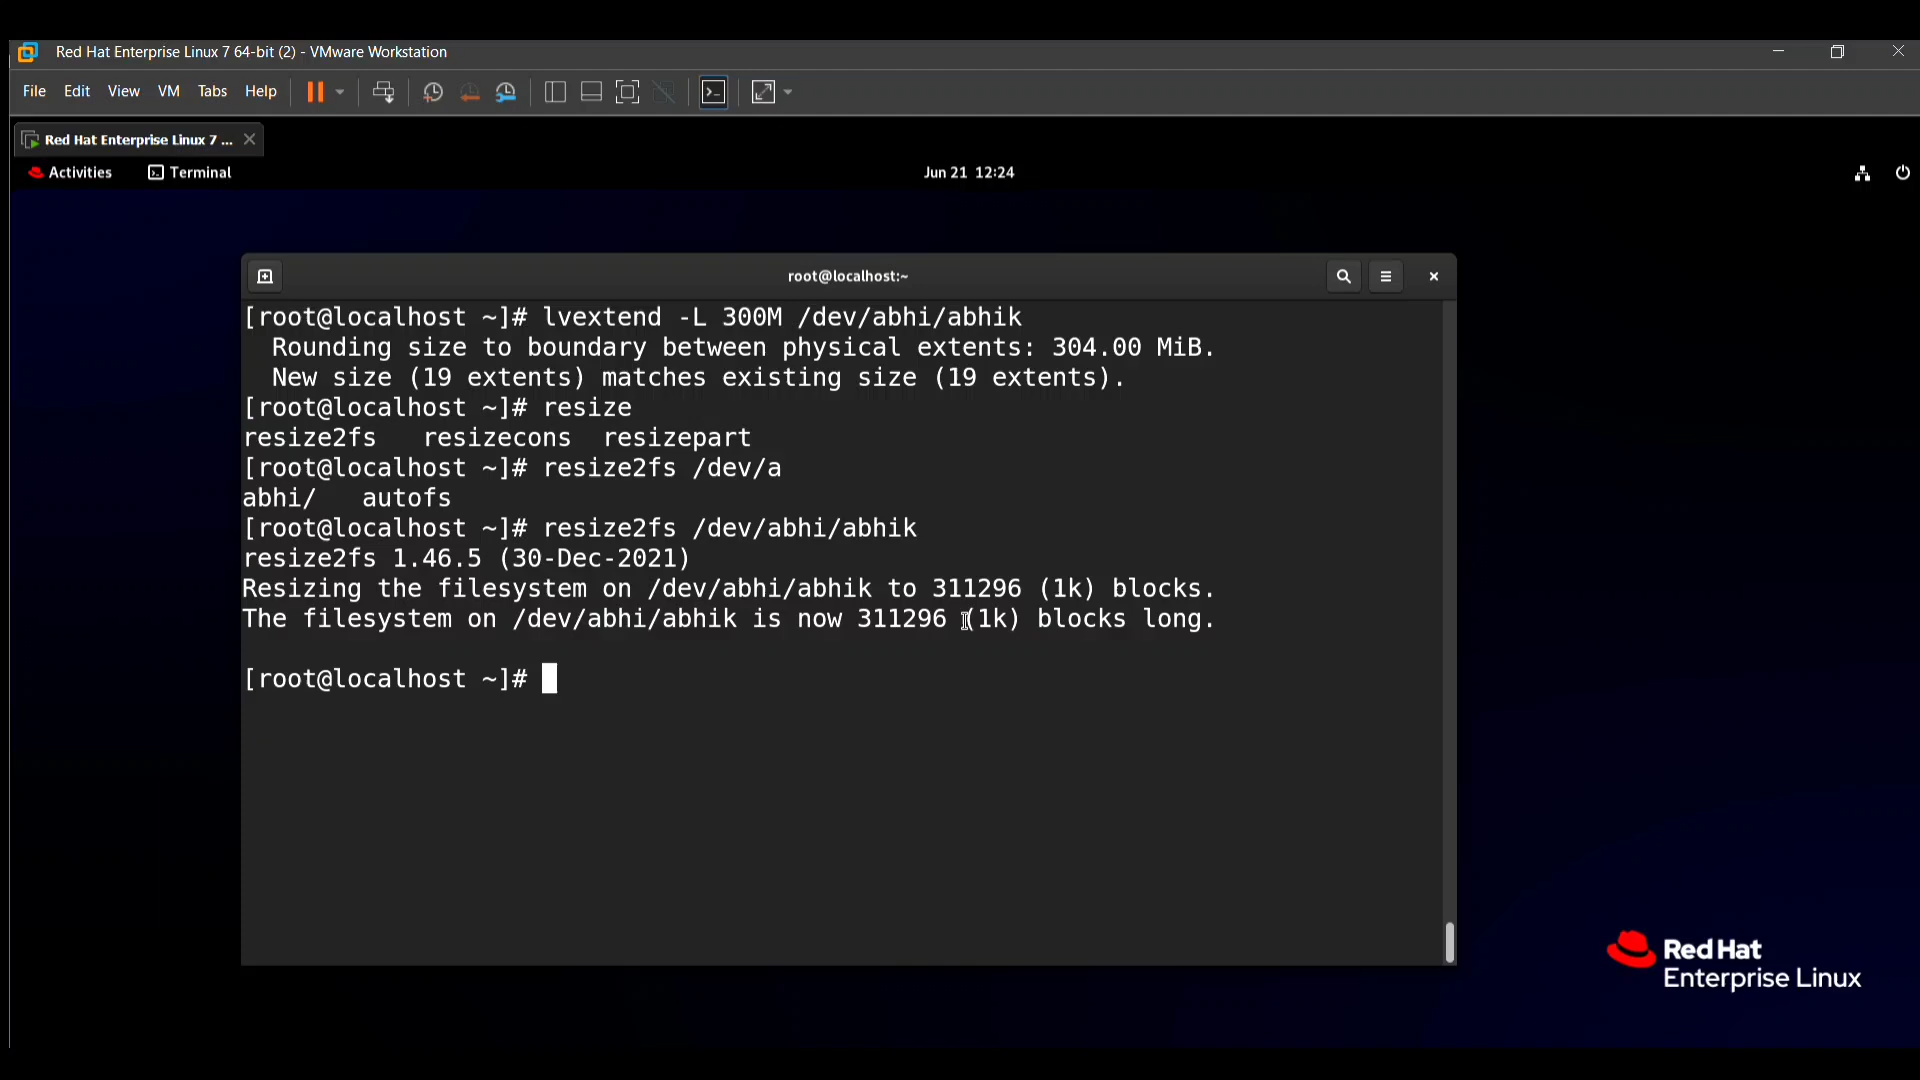 Red Hat Enterprise Linux 7 64-bit (2) - VMware Workstation
File Edit View VM Tabs Help
Red Hat Enterprise Linux 7 ...
Activities Terminal Jun 21 12:24
root@localhost:~
[root@localhost ~]# lvextend -L 300M /dev/abhi/abhik
  Rounding size to boundary between physical extents: 304.00 MiB.
  New size (19 extents) matches existing size (19 extents).
[root@localhost ~]# resize
resize2fs   resizecons  resizepart
[root@localhost ~]# resize2fs /dev/a
abhi/   autofs
[root@localhost ~]# resize2fs /dev/abhi/abhik
resize2fs 1.46.5 (30-Dec-2021)
Resizing the filesystem on /dev/abhi/abhik to 311296 (1k) blocks.
The filesystem on /dev/abhi/abhik is now 311296 (1k) blocks long.
[root@localhost ~]#
Red Hat
Enterprise Linux